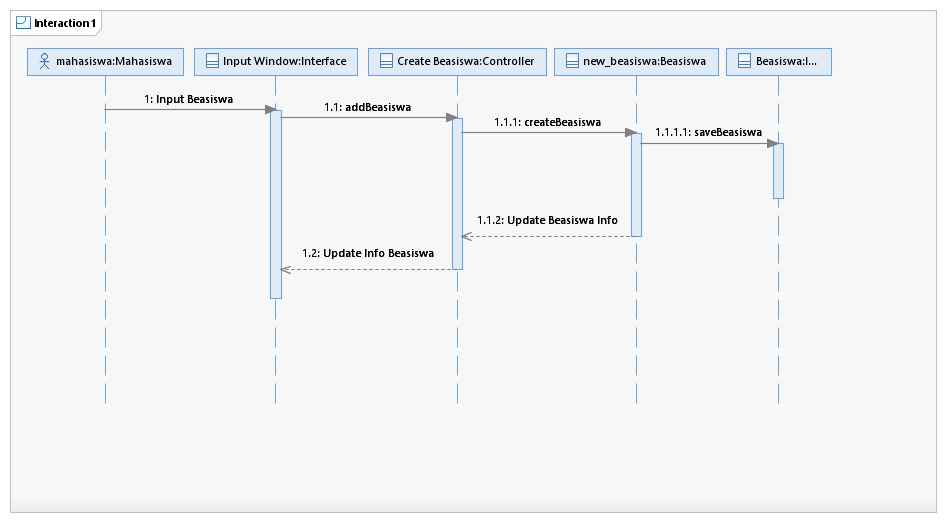 Interaction1
mahasiswa:Mahasiswa
Input Window:Interface
Create Beasiswa:Controller
new_beasiswa:Beasiswa
Beasiswa:I...
1: Input Beasiswa
1.1: addBeasiswa
1.1.1: createBeasiswa
1.1.1.1: saveBeasiswa
1.1.2: Update Beasiswa Info
1.2: Update Info Beasiswa